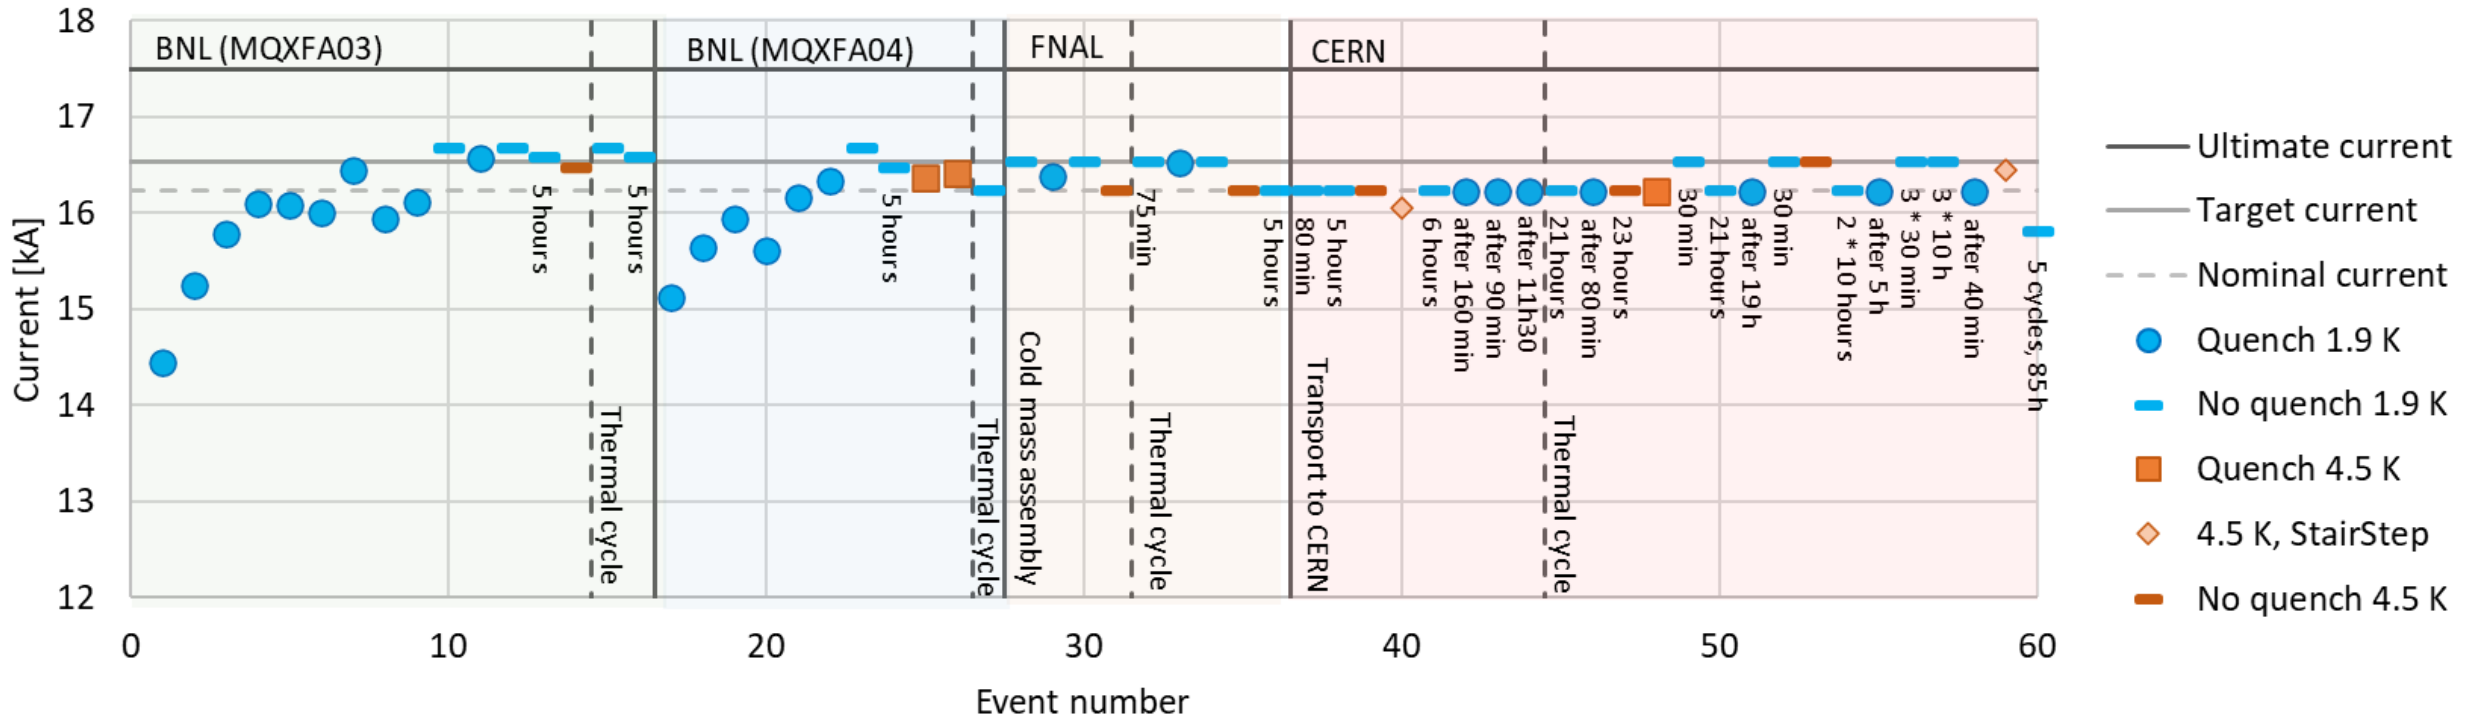 18
17
16
15
14
13
12
Current [kA]
BNL (MQXFA03)
BNL (MQXFA04)
FNAL
CERN
5 hours
Thermal cycle
5 hours
5 hours
Thermal cycle
Cold mass assembly
75 min
Thermal cycle
5 hours
80 min
Transport to CERN
5 hours
6 hours
after 160 min
after 90 min
after 11h30
21 hours
Thermal cycle
after 80 min
23 hours
30 min
21 hours
after 19 h
30 min
2 * 10 hours
after 5 h
3 * 30 min
3 * 10 h
after 40 min
5 cycles, 85 h
0
10
20
30
40
50
60
Event number
Ultimate current
Target current
Nominal current
Quench 1.9 K
No quench 1.9 K
Quench 4.5 K
4.5 K, StairStep
No quench 4.5 K